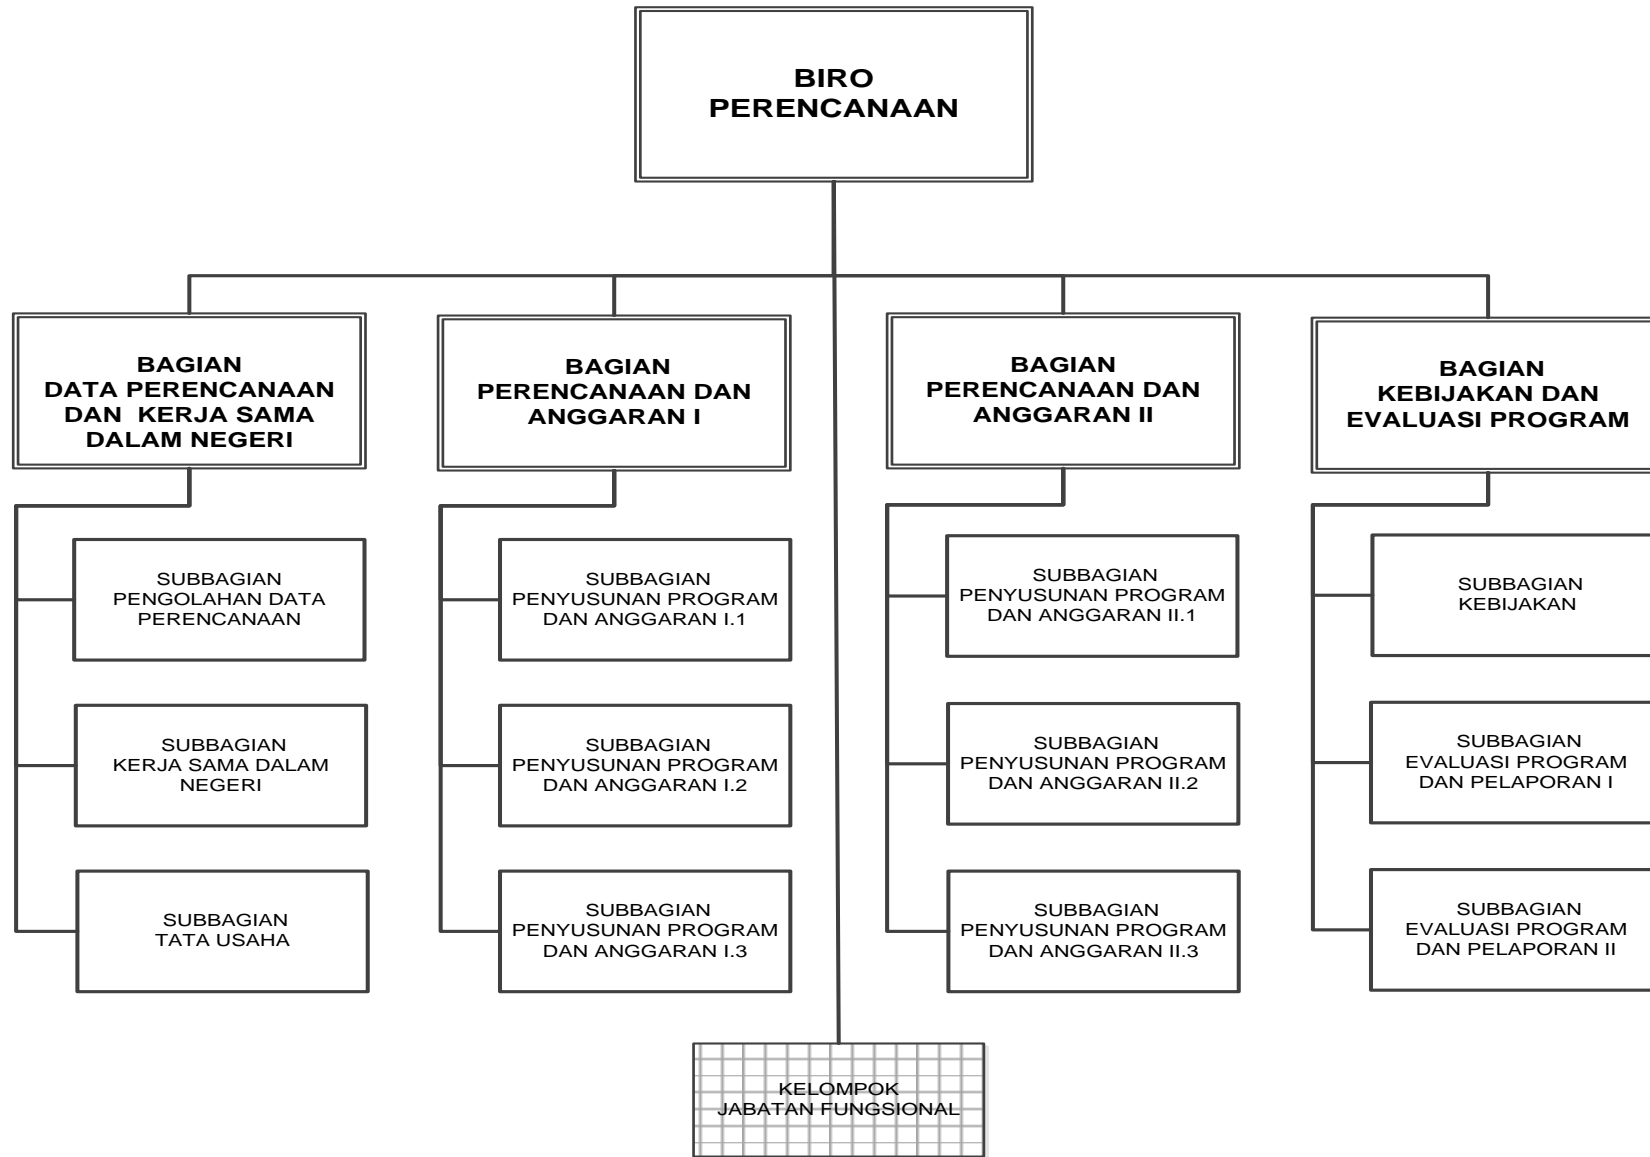 BIRO
PERENCANAAN
BAGIAN
DATA PERENCANAAN
DAN KERJA SAMA
DALAM NEGERI
BAGIAN
PERENCANAAN DAN
ANGGARAN I
BAGIAN
PERENCANAAN DAN
ANGGARAN II
BAGIAN
KEBIJAKAN DAN
EVALUASI PROGRAM
SUBBAGIAN
PENGOLAHAN DATA
PERENCANAAN
SUBBAGIAN
PENYUSUNAN PROGRAM
DAN ANGGARAN I.1
SUBBAGIAN
PENYUSUNAN PROGRAM
DAN ANGGARAN II.1
SUBBAGIAN
KEBIJAKAN
SUBBAGIAN
KERJA SAMA DALAM
NEGERI
SUBBAGIAN
PENYUSUNAN PROGRAM
DAN ANGGARAN I.2
SUBBAGIAN
PENYUSUNAN PROGRAM
DAN ANGGARAN II.2
SUBBAGIAN
EVALUASI PROGRAM
DAN PELAPORAN I
SUBBAGIAN
TATA USAHA
SUBBAGIAN
PENYUSUNAN PROGRAM
DAN ANGGARAN I.3
SUBBAGIAN
PENYUSUNAN PROGRAM
DAN ANGGARAN II.3
SUBBAGIAN
EVALUASI PROGRAM
DAN PELAPORAN II
KELOMPOK
JABATAN FUNGSIONAL